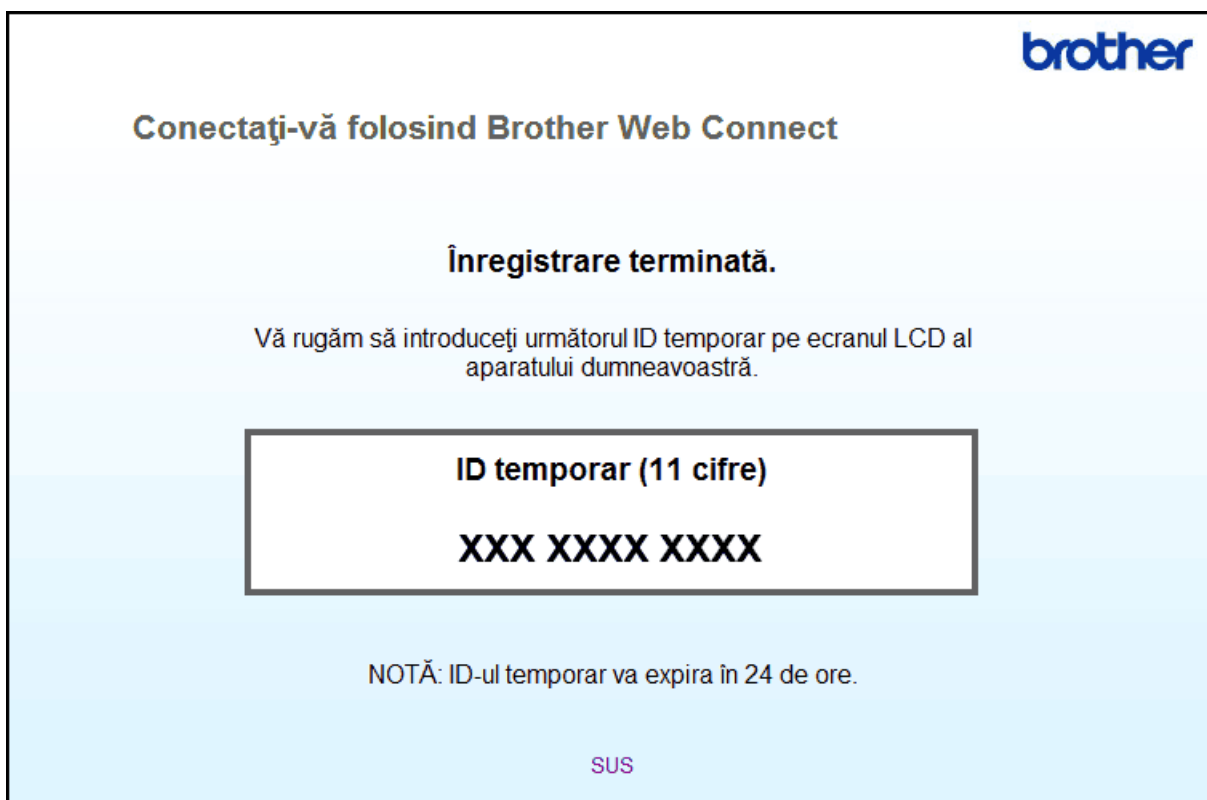 brother
Conectaţi-vă folosind Brother Web Connect
Înregistrare terminată.
Vă rugăm să introduceţi următorul ID temporar pe ecranul LCD al
aparatului dumneavoastră.
ID temporar (11 cifre)
XXX XXXX XXXX
NOTĂ: ID-ul temporar va expira în 24 de ore.
SUS